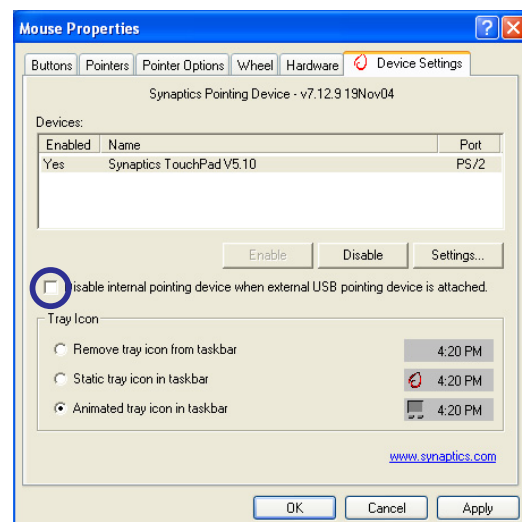 Mouse Properties
Buttons Pointers Pointer Options Wheel Hardware Device Settings
Synaptics Pointing Device - v7.12.9 19Nov04
Devices:
Enabled Name Port
Yes Synaptics TouchPad V5.10 PS/2
Enable Disable Settings...
Disable internal pointing device when external USB pointing device is attached.
Tray Icon
Remove tray icon from taskbar 4:20 PM
Static tray icon in taskbar 4:20 PM
Animated tray icon in taskbar 4:20 PM
www.synaptics.com
OK Cancel Apply